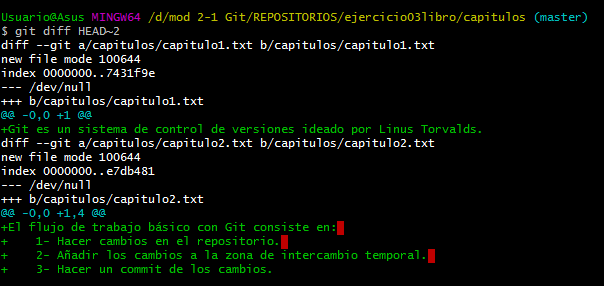 Usuario@Asus MINGW64 /d/mod 2-1 Git/REPOSITORIOS/ejercicio03libro/capitulos (master)
$ git diff HEAD~2
diff --git a/capitulos/capitulo1.txt b/capitulos/capitulo1.txt
new file mode 100644
index 0000000..7431f9e
--- /dev/null
+++ b/capitulos/capitulo1.txt
@@ -0,0 +1 @@
+Git es un sistema de control de versiones ideado por Linus Torvalds.
diff --git a/capitulos/capitulo2.txt b/capitulos/capitulo2.txt
new file mode 100644
index 0000000..e7db481
--- /dev/null
+++ b/capitulos/capitulo2.txt
@@ -0,0 +1,4 @@
+El flujo de trabajo básico con Git consiste en:
+    1- Hacer cambios en el repositorio.
+    2- Añadir los cambios a la zona de intercambio temporal.
+    3- Hacer un commit de los cambios.